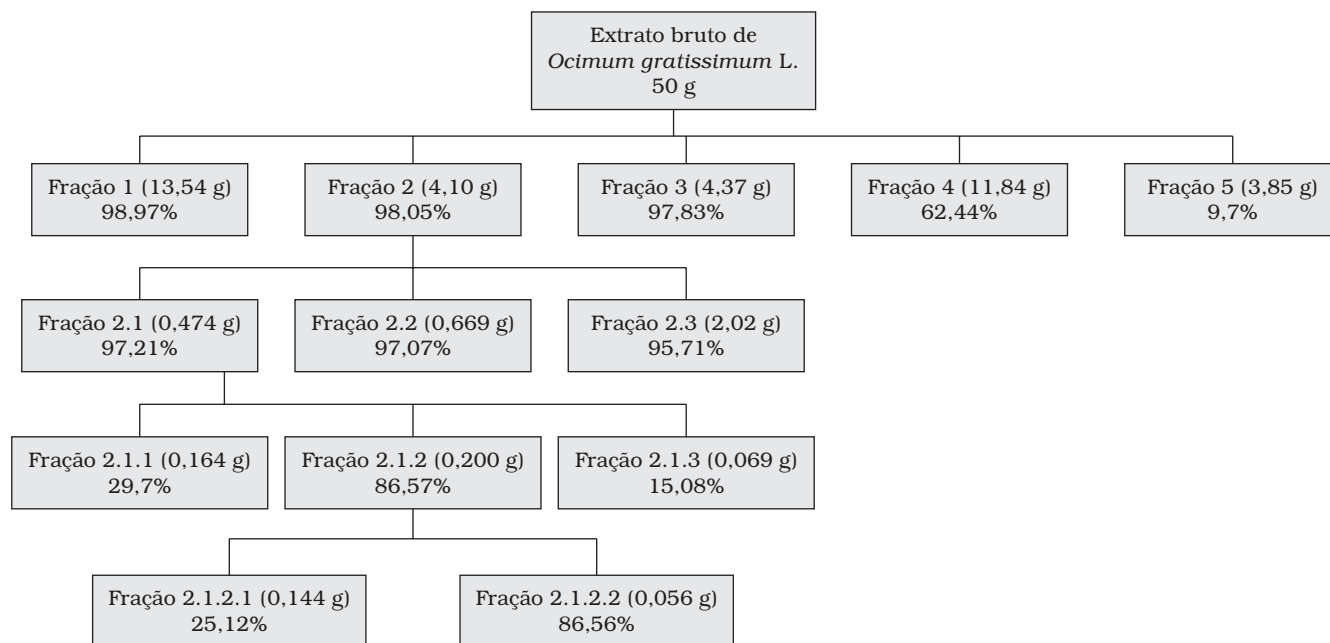 Extrato bruto de
Ocimum gratissimum L.
50 g
Fração 1 (13,54 g)
98,97%
Fração 2 (4,10 g)
98,05%
Fração 3 (4,37 g)
97,83%
Fração 4 (11,84 g)
62,44%
Fração 5 (3,85 g)
9,7%
Fração 2.1 (0,474 g)
97,21%
Fração 2.2 (0,669 g)
97,07%
Fração 2.3 (2,02 g)
95,71%
Fração 2.1.1 (0,164 g)
29,7%
Fração 2.1.2 (0,200 g)
86,57%
Fração 2.1.3 (0,069 g)
15,08%
Fração 2.1.2.1 (0,144 g)
25,12%
Fração 2.1.2.2 (0,056 g)
86,56%